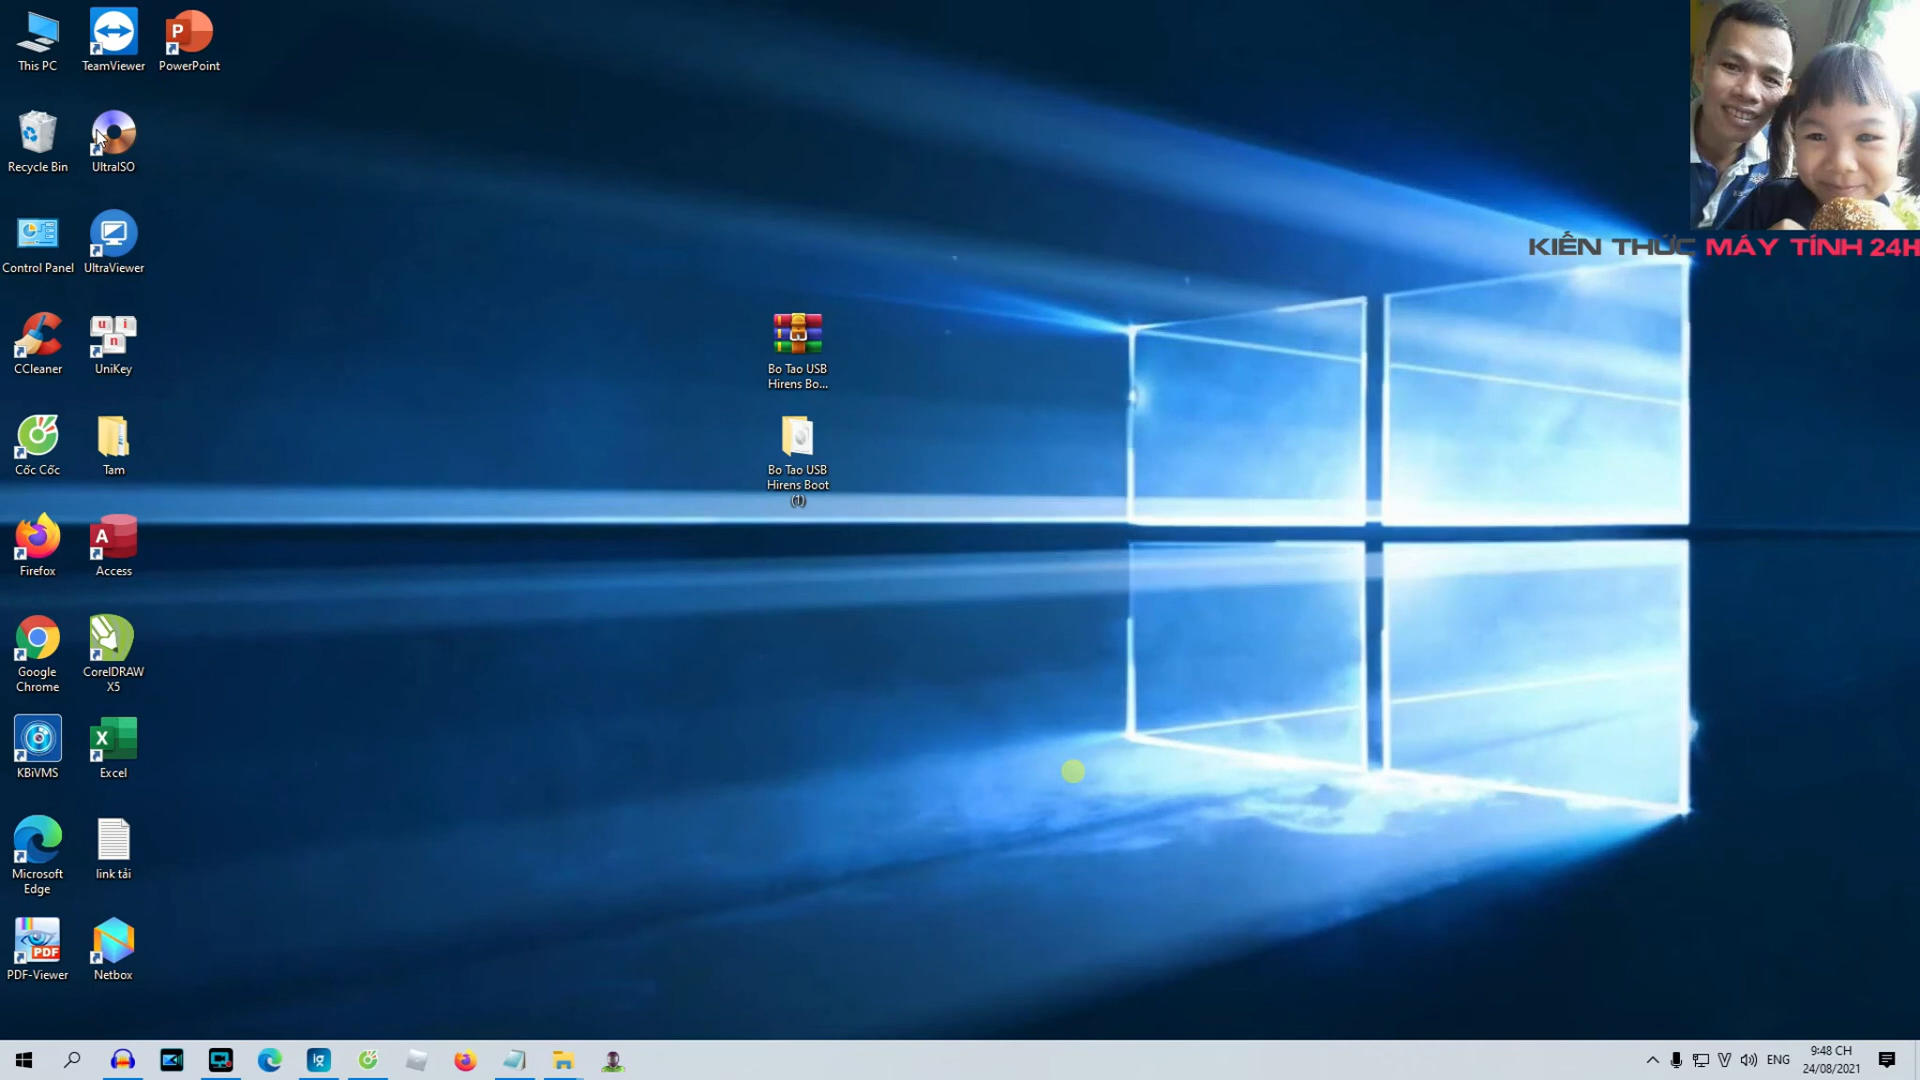 This PC
TeamViewer
PowerPoint
Recycle Bin
UltraISO
Control Panel
UltraViewer
CCleaner
UniKey
Cốc Cốc
Tam
Firefox
Access
Google
Chrome
CorelDRAW
X5
KBiVMS
Excel
Microsoft
Edge
link tải
PDF-Viewer
Netbox
Bo Tao USB
Hirens Bo...
Bo Tao USB
Hirens Boot
(1)
KIẾN THỨC MÁY TÍNH 24H
ENG
9:48 CH
24/08/2021